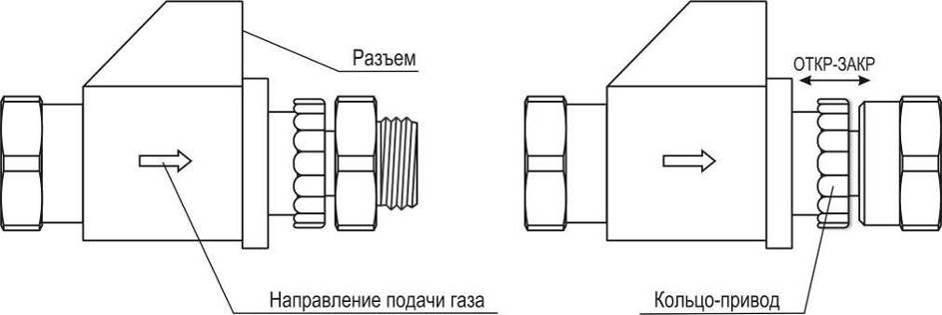 Разъем
ОТКР-ЗАКР
Направление подачи газа
Кольцо-привод